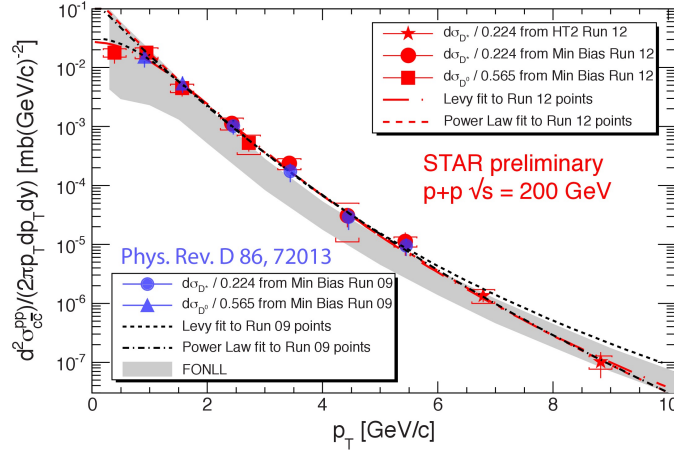 d²σ^pp_cc̄/(2πp_T dp_T dy) [mb(GeV/c)⁻²]
10⁻¹
10⁻²
10⁻³
10⁻⁴
10⁻⁵
10⁻⁶
10⁻⁷
dσ_D* / 0.224 from HT2 Run 12
dσ_D* / 0.224 from Min Bias Run 12
dσ_D⁰ / 0.565 from Min Bias Run 12
Levy fit to Run 12 points
Power Law fit to Run 12 points
STAR preliminary
p+p √s = 200 GeV
Phys. Rev. D 86, 72013
dσ_D* / 0.224 from Min Bias Run 09
dσ_D⁰ / 0.565 from Min Bias Run 09
Levy fit to Run 09 points
Power Law fit to Run 09 points
FONLL
0 2 4 6 8 10
p_T [GeV/c]